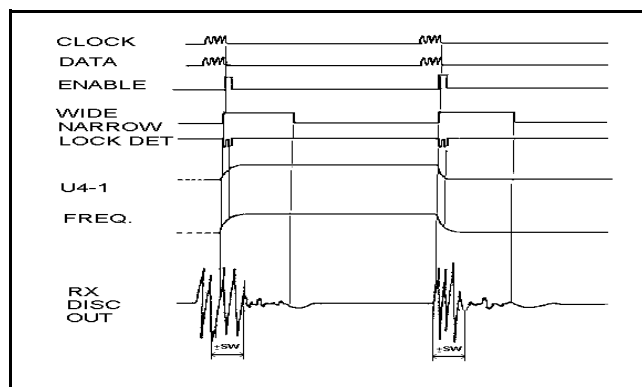 CLOCK
DATA
ENABLE
WIDE
NARROW
LOCK DET
U4-1
FREQ.
RX
DISC
OUT
±SW
±SW